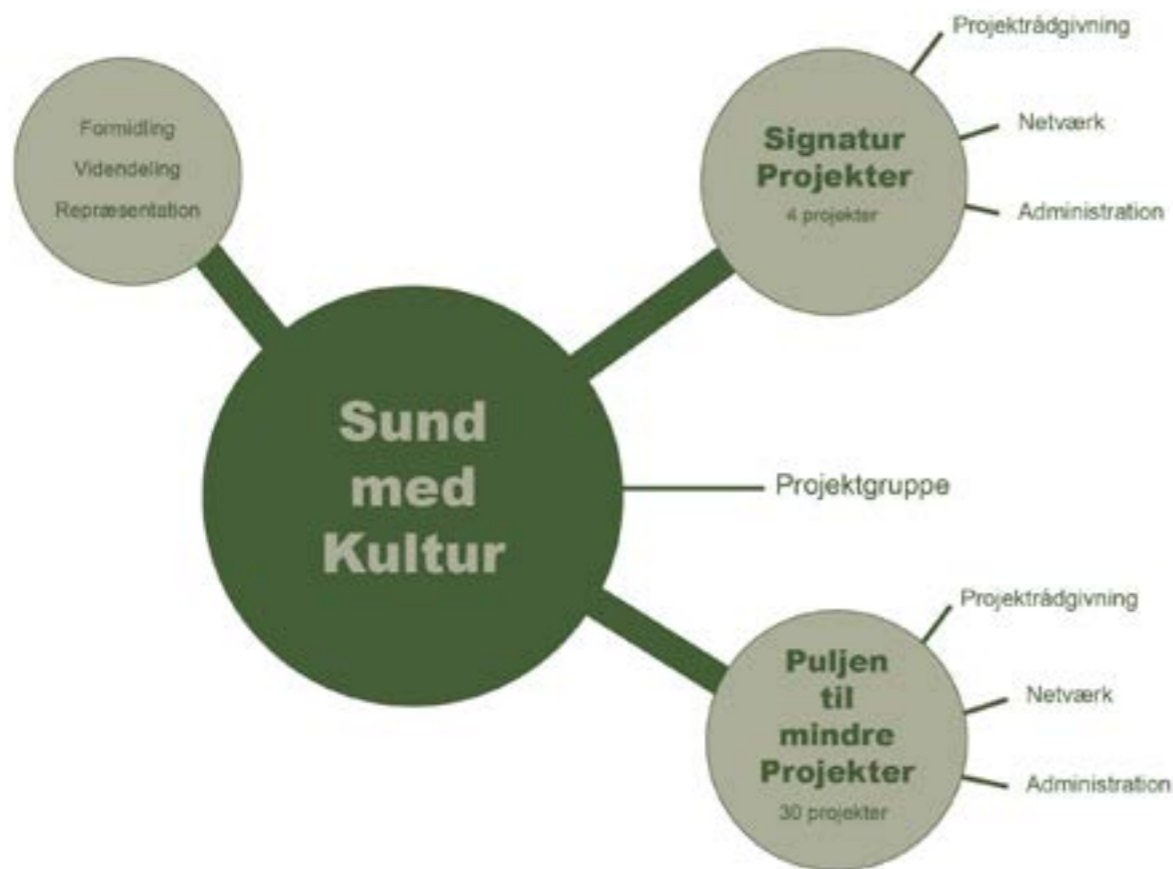 Formidling
Videndeling
Repræsentation
Sund
med
Kultur
Signatur
Projekter
4 projekter
Projektrådgivning
Netværk
Administration
Projektgruppe
Puljen
til
mindre
Projekter
30 projekter
Projektrådgivning
Netværk
Administration